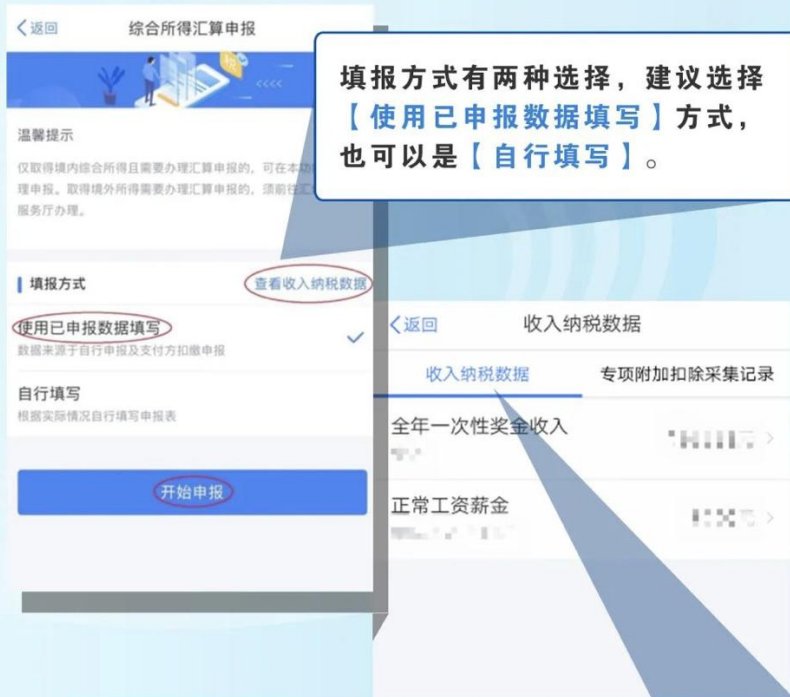 返回
综合所得汇算申报
填报方式有两种选择，建议选择
【使用已申报数据填写】方式，
也可以是【自行填写】。
税
温馨提示
仅取得境内综合所得且需要办理汇算申报的，可在本功
理申报。取得境外所得需要办理汇算申报的，须前往
服务厅办理。
填报方式
查看收入纳税数据
使用已申报数据填写
数据来源于自行申报及支付方扣缴申报
自行填写
根据实际情况自行填写申报表
开始申报
返回
收入纳税数据
收入纳税数据
专项附加扣除采集记录
全年一次性奖金收入
正常工资薪金